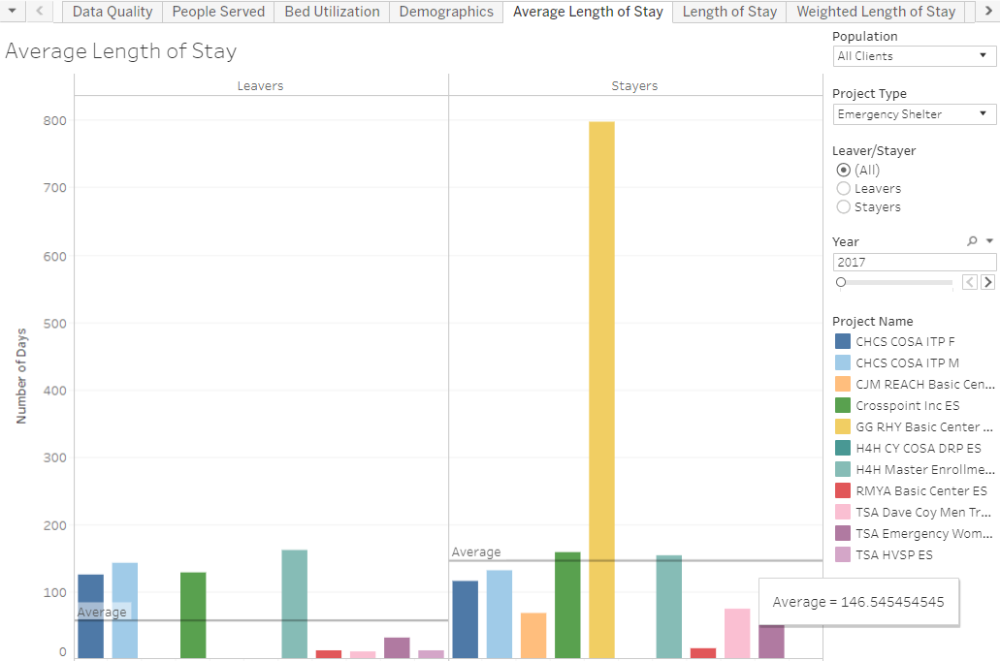 Data Quality People Served Bed Utilization Demographics Average Length of Stay Length of Stay Weighted Length of Stay
Average Length of Stay
Leavers Stayers
Number of Days
800
700
600
500
400
300
200
100
0
Average
Average
Average = 146.545454545
Population
All Clients
Project Type
Emergency Shelter
Leaver/Stayer
(All)
Leavers
Stayers
Year
2017
Project Name
CHCS COSA ITP F
CHCS COSA ITP M
CJM REACH Basic Cen...
Crosspoint Inc ES
GG RHY Basic Center ...
H4H CY COSA DRP ES
H4H Master Enrollme...
RMYA Basic Center ES
TSA Dave Coy Men Tr...
TSA Emergency Wom...
TSA HVSP ES